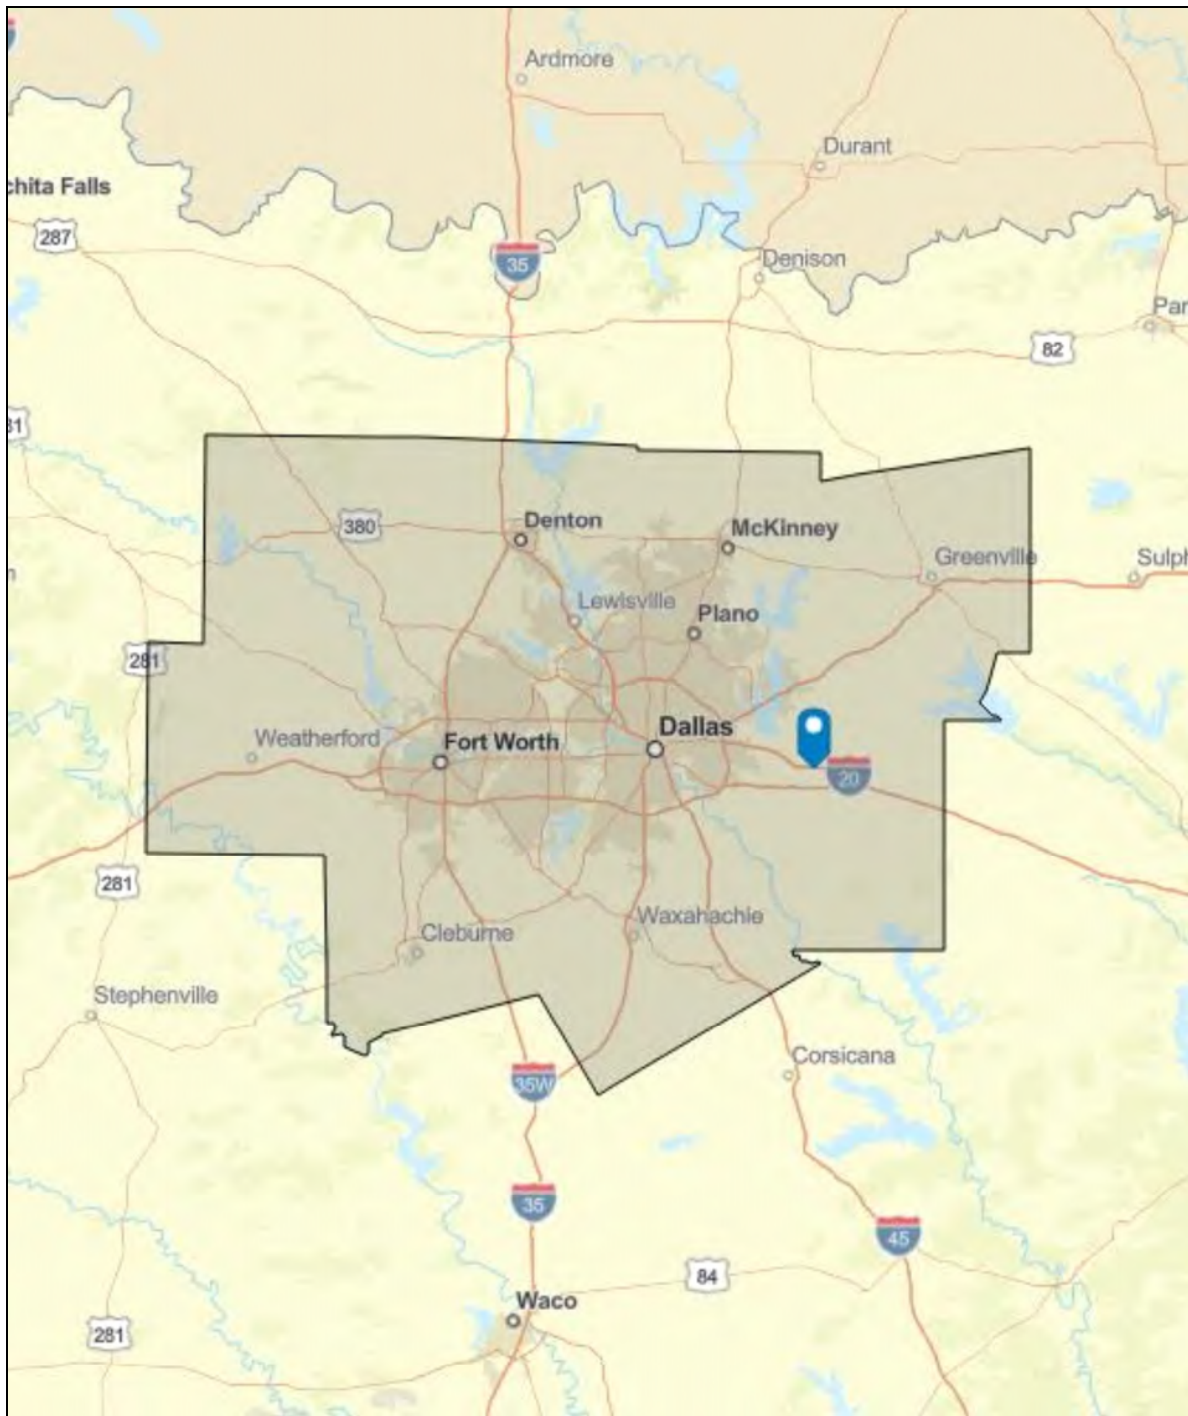 Ardmore
Durant
chita Falls
287
35
Denison
Par
82
31
380
Denton
McKinney
Greenville
Sulph
Lewisville
Plano
281
Weatherford
Fort Worth
Dallas
20
281
Cleburne
Waxahachie
Stephenville
Corsicana
35W
35
45
84
Waco
281